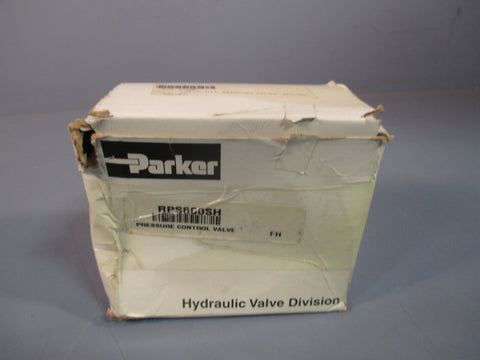 Parker
RPS600SH
PRESSURE CONTROL VALVE
FH
Hydraulic Valve Division